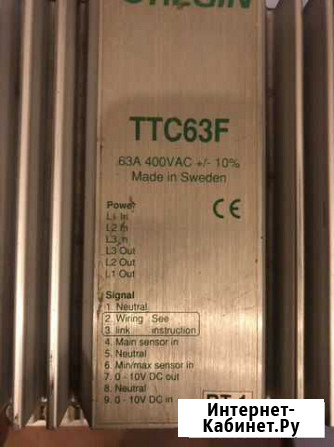 TTC63F
63A 400VAC +/- 10%
Made in Sweden
CE
Power
L1 In
L2 In
L3 In
L3 Out
L2 Out
L1 Out
Signal
1. Neutral
2. Wiring See
3. link instruction
4. Main sensor in
5. Neutral
6. Min/max sensor in
7. 0 - 10V DC out
8. Neutral
9. 0 - 10V DC in
Интернет-
Кабинет.Ру